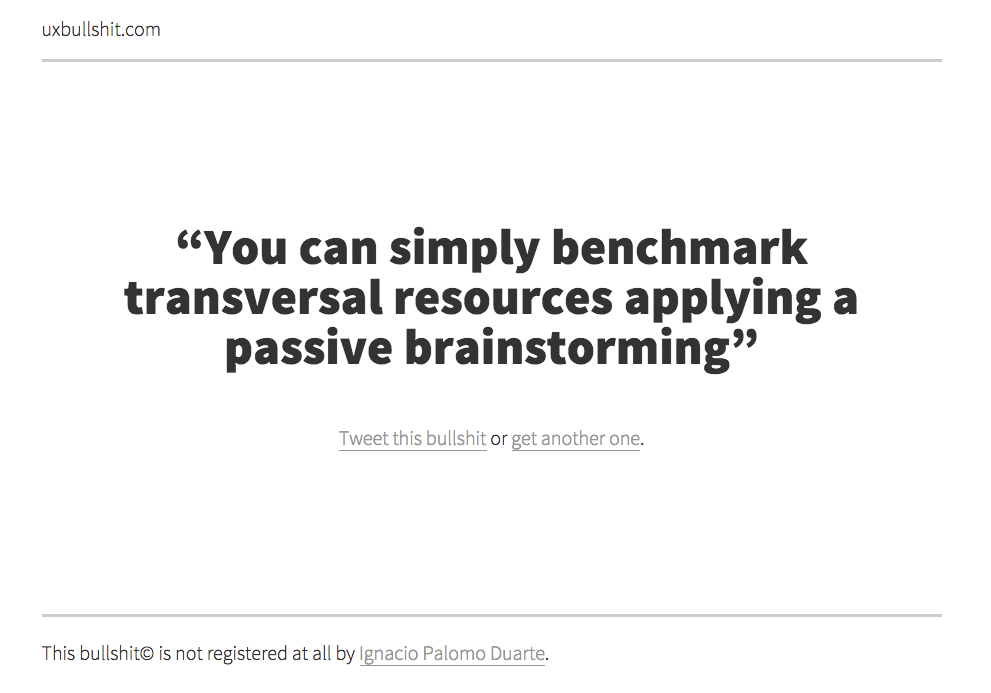 uxbullshit.com
“You can simply benchmark
transversal resources applying a
passive brainstorming”
Tweet this bullshit or get another one.
This bullshit© is not registered at all by Ignacio Palomo Duarte.